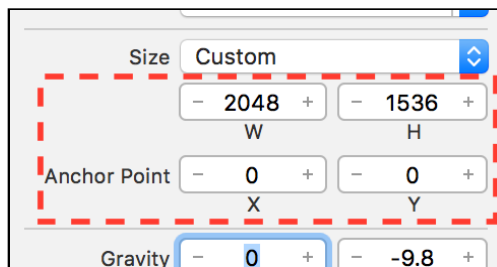 Size Custom
- 2048 + - 1536 +
W H
Anchor Point - 0 + - 0 +
X Y
Gravity - 0 + - -9.8 +